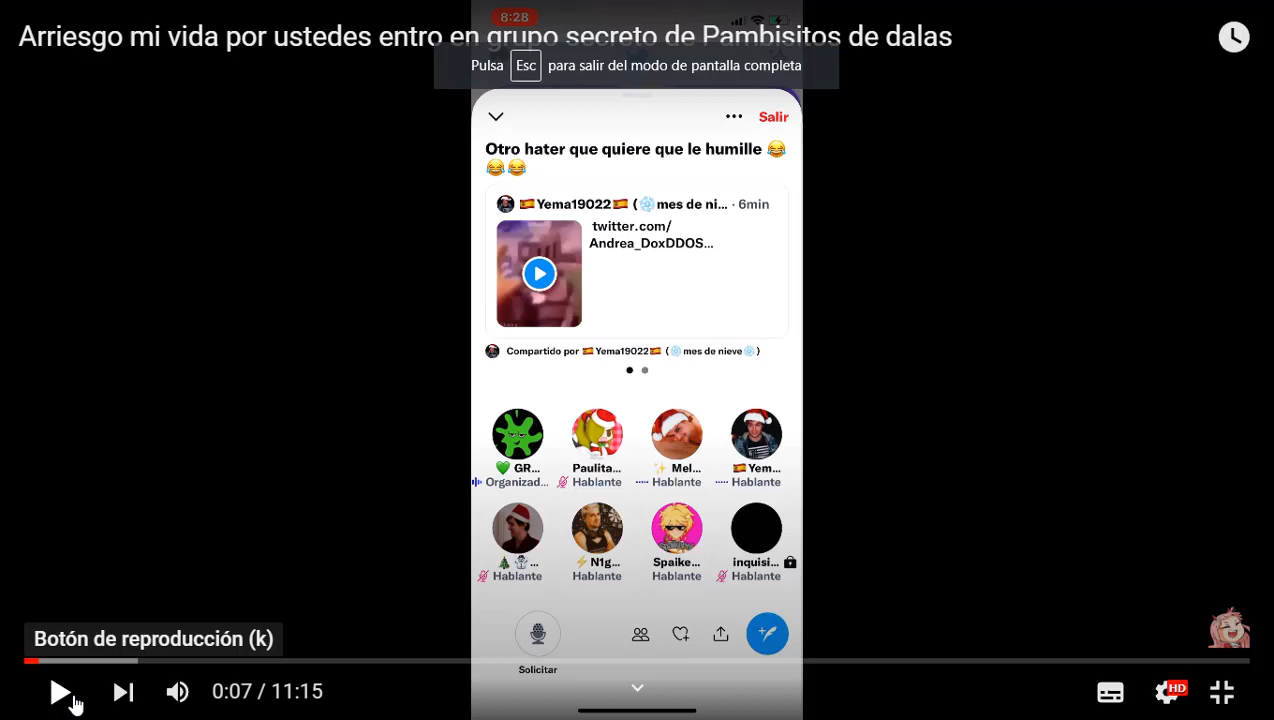 8:28
Arriesgo mi vida por ustedes entro en grupo secreto de Pambisitos de dalas
Pulsa Esc para salir del modo de pantalla completa
Salir
Otro hater que quiere que le humille 😂
😂😂
🇪🇸Yema19022🇪🇸 (❄️mes de ni... · 6min
twitter.com/
Andrea_DoxDDOS...
Compartido por 🇪🇸Yema19022🇪🇸 (❄️mes de nieve❄️)
💚 GR... Paulita... ✨ Mel... 🇪🇸Yem...
Organizad... Hablante Hablante Hablante
🎄⛄... ⚡N1g... Spaike... inquisi...
Hablante Hablante Hablante Hablante
Botón de reproducción (k)
Solicitar
0:07 / 11:15
HD